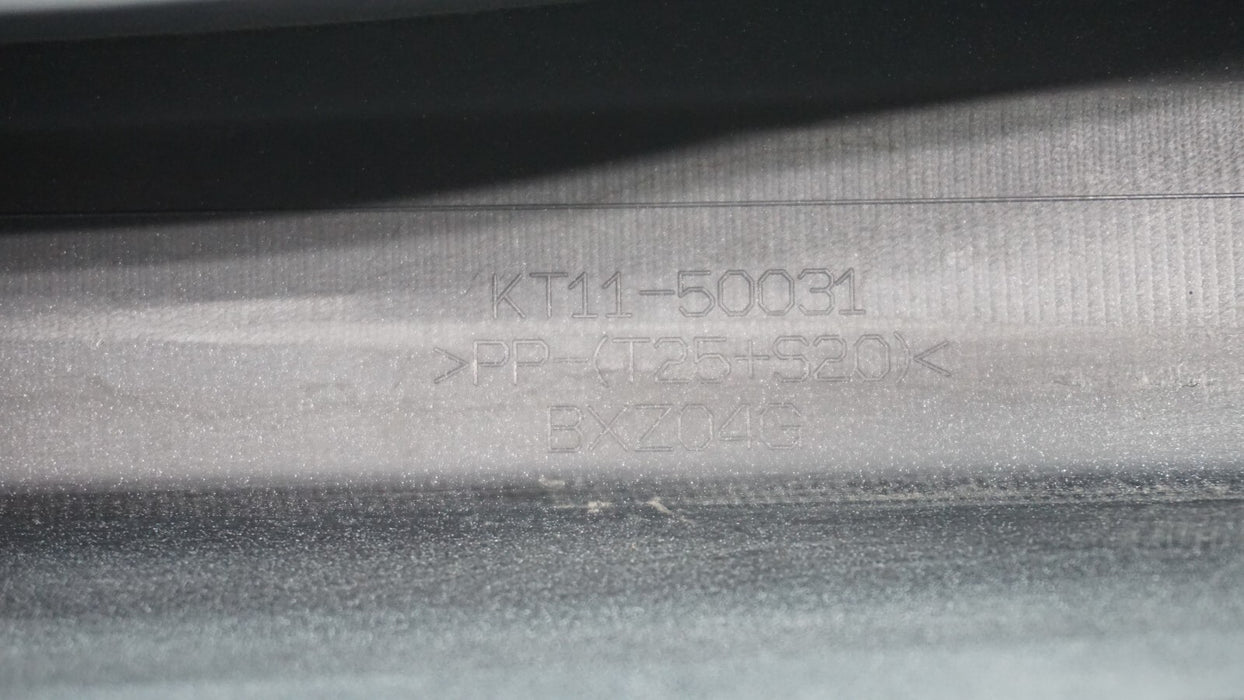 KT11-50031
>PP-(T25+S20)<
BXZ04G